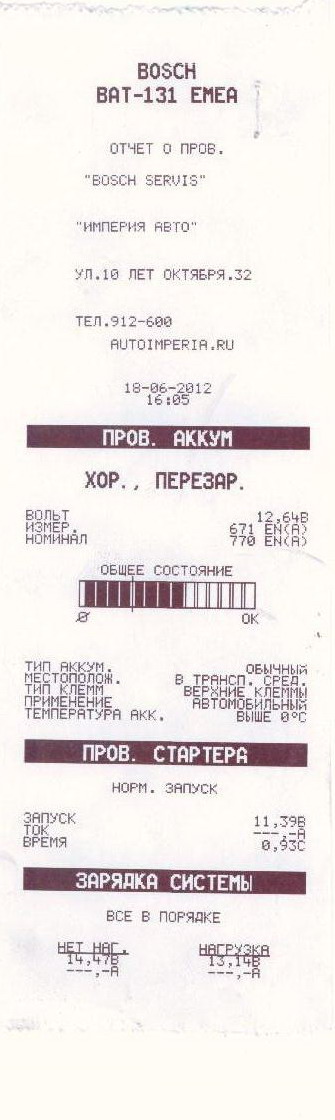 BOSCH
BAT-131 EMEA
ОТЧЕТ О ПРОВ.
"BOSCH SERVIS"
"ИМПЕРИЯ АВТО"
УЛ.10 ЛЕТ ОКТЯБРЯ.32
ТЕЛ.912-600
AUTOIMPERIA.RU
18-06-2012
16:05
ПРОВ. АККУМ
ХОР., ПЕРЕЗАР.
ВОЛЬТ 12,64В
ИЗМЕР. 671 EN(A)
НОМИНАЛ 770 EN(A)
ОБЩЕЕ СОСТОЯНИЕ
OK
ТИП АККУМ. ОБЫЧНЫЙ
МЕСТОПОЛОЖ. В ТРАНСП. СРЕД.
ТИП КЛЕММ ВЕРХНИЕ КЛЕММЫ
ПРИМЕНЕНИЕ АВТОМОБИЛЬНЫЙ
ТЕМПЕРАТУРА АКК. ВЫШЕ 0°C
ПРОВ. СТАРТЕРА
НОРМ. ЗАПУСК
ЗАПУСК 11,39В
ТОК ---,-А
ВРЕМЯ 0,93С
ЗАРЯДКА СИСТЕМЫ
ВСЕ В ПОРЯДКЕ
НЕТ НАГ. НАГРУЗКА
14,47В 13,14В
---,-А ---,-А